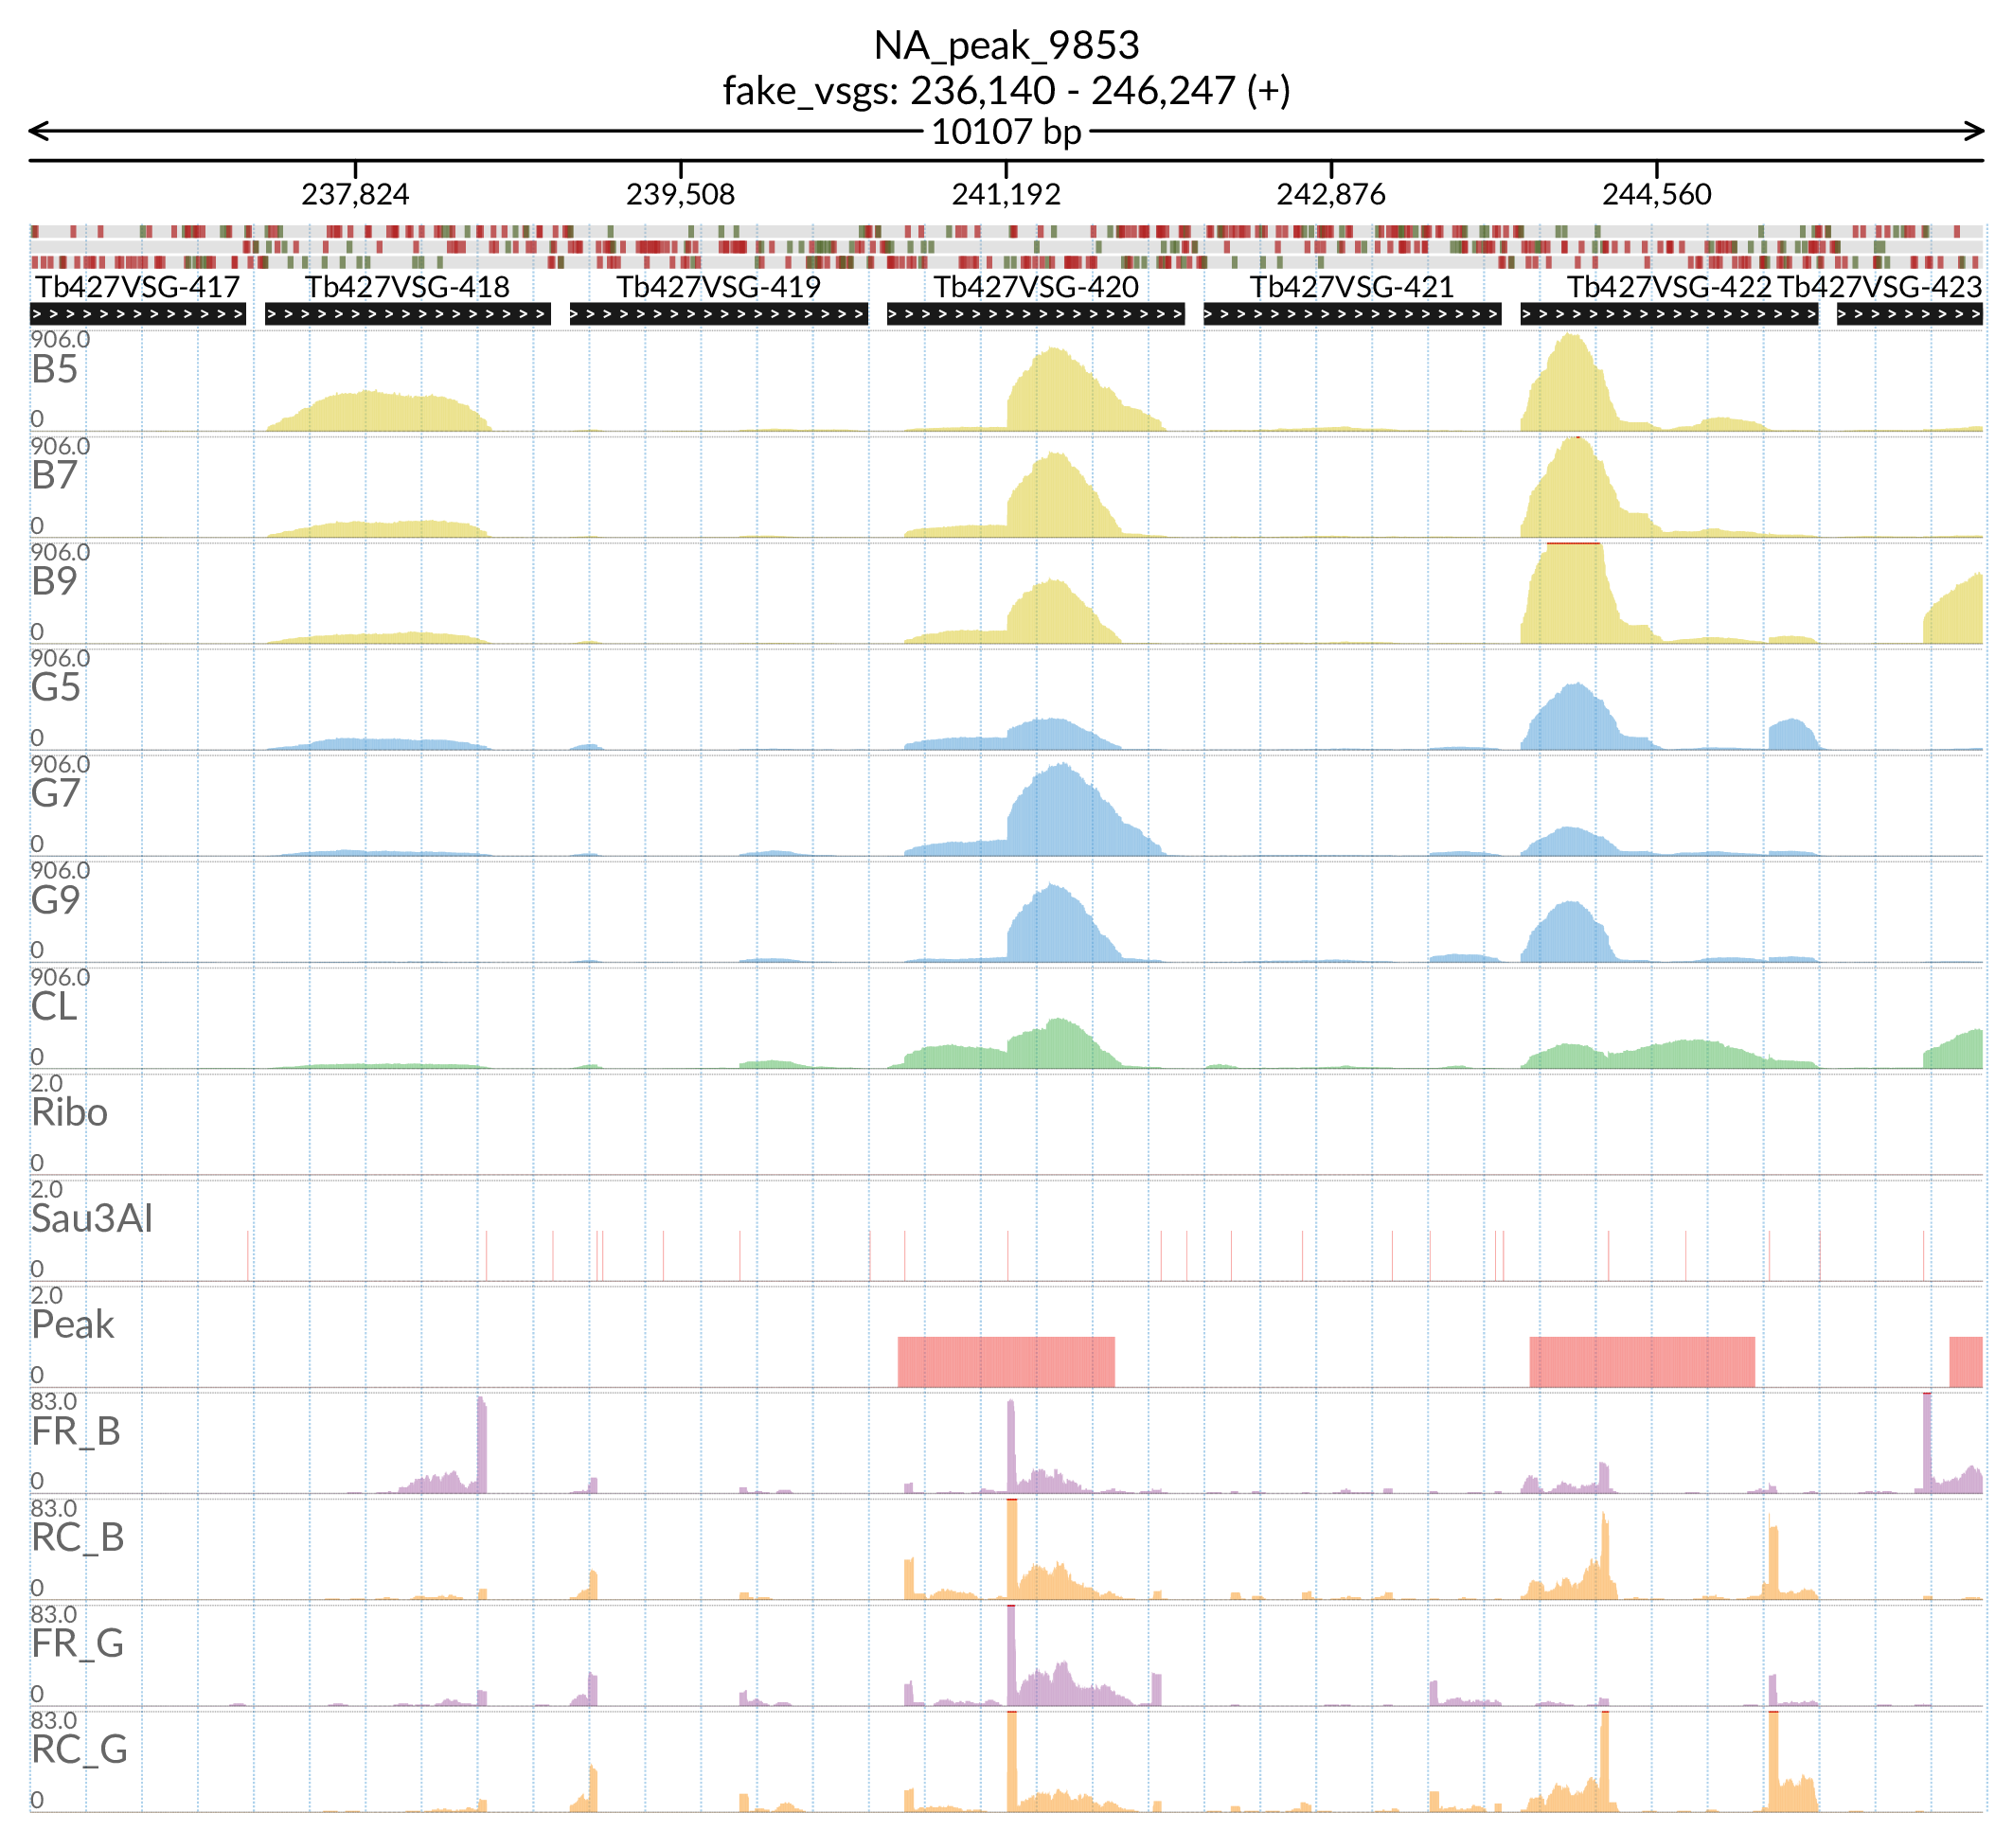 NA_peak_9853
fake_vsgs: 236,140 - 246,247 (+)
10107 bp
237,824 239,508 241,192 242,876 244,560
Tb427VSG-417 Tb427VSG-418 Tb427VSG-419 Tb427VSG-420 Tb427VSG-421 Tb427VSG-422 Tb427VSG-423
906.0
B5
0
906.0
B7
0
906.0
B9
0
906.0
G5
0
906.0
G7
0
906.0
G9
0
906.0
CL
0
2.0
Ribo
0
2.0
Sau3AI
0
2.0
Peak
0
83.0
FR_B
0
83.0
RC_B
0
83.0
FR_G
0
83.0
RC_G
0